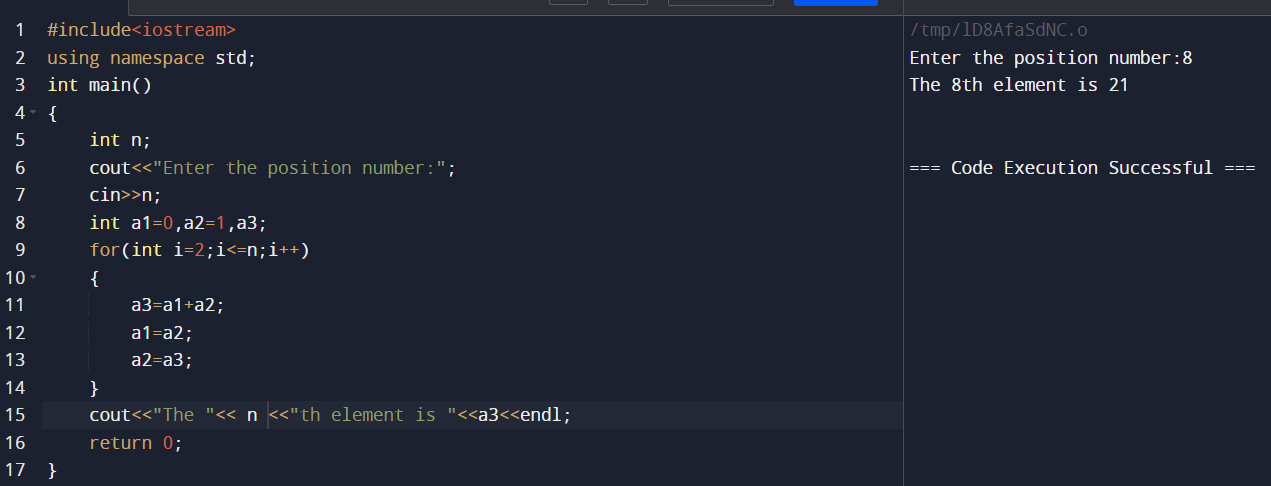 1 #include<iostream>
2 using namespace std;
3 int main()
4 {
5     int n;
6     cout<<"Enter the position number:";
7     cin>>n;
8     int a1=0,a2=1,a3;
9     for(int i=2;i<=n;i++)
10     {
11         a3=a1+a2;
12         a1=a2;
13         a2=a3;
14     }
15     cout<<"The "<< n <<"th element is "<<a3<<endl;
16     return 0;
17 }
/tmp/lD8AfaSdNC.o
Enter the position number:8
The 8th element is 21
=== Code Execution Successful ===